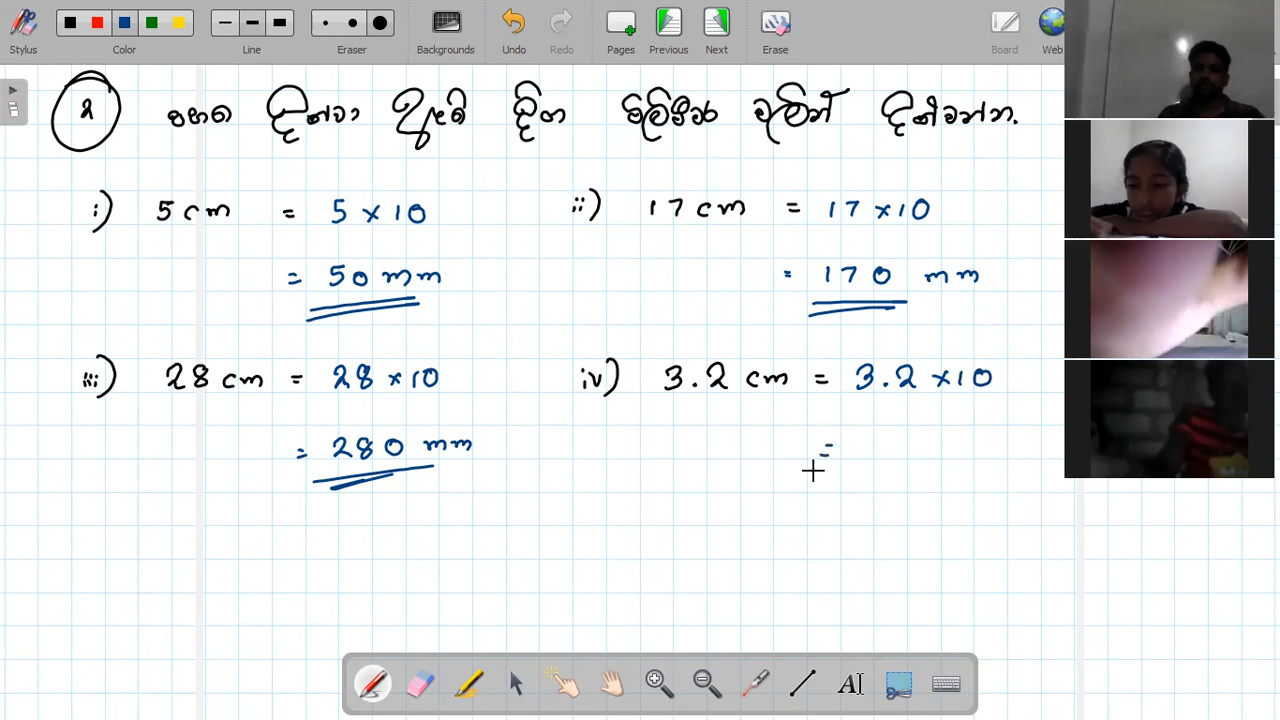 Stylus Color Line Eraser Backgrounds Undo Redo Pages Previous Next Erase Board Web
2 පහත දක්වා ඇති දිග මිලිමීටර වලින් දක්වන්න.
i) 5 cm = 5 × 10
= 50 mm
ii) 17 cm = 17 × 10
= 170 mm
iii) 28 cm = 28 × 10
= 280 mm
iv) 3.2 cm = 3.2 × 10
=